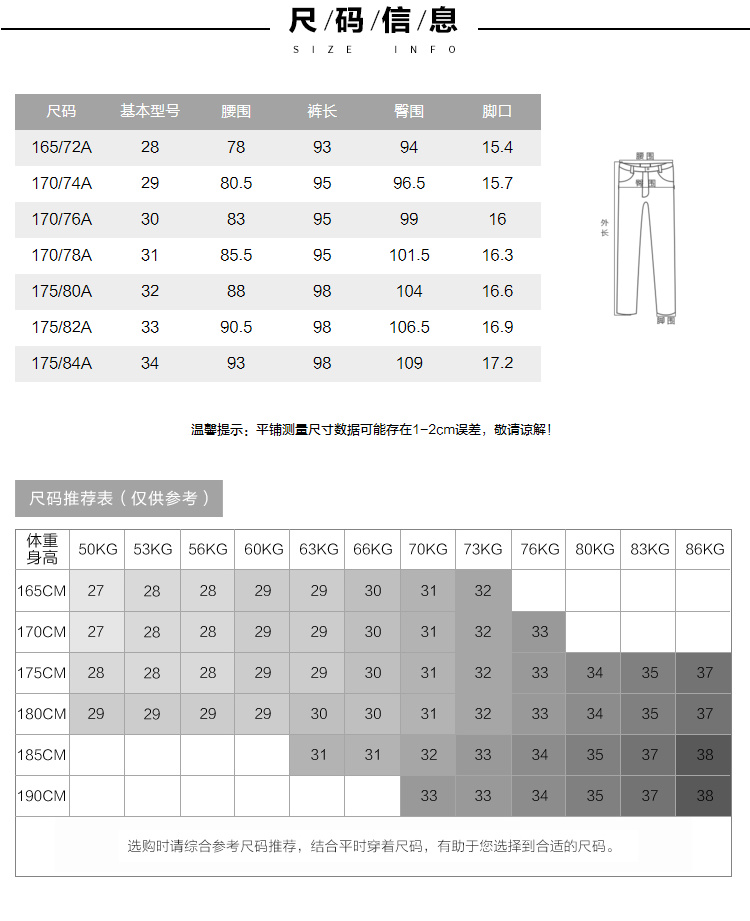 尺/码/信/息
SIZE INFO
尺码 基本型号 腰围 裤长 臀围 脚口
165/72A 28 78 93 94 15.4
170/74A 29 80.5 95 96.5 15.7
170/76A 30 83 95 99 16
170/78A 31 85.5 95 101.5 16.3
175/80A 32 88 98 104 16.6
175/82A 33 90.5 98 106.5 16.9
175/84A 34 93 98 109 17.2
腰围
臀围
外长
脚围
温馨提示：平铺测量尺寸数据可能存在1-2cm误差，敬请谅解！
尺码推荐表（仅供参考）
体重
身高 50KG 53KG 56KG 60KG 63KG 66KG 70KG 73KG 76KG 80KG 83KG 86KG
165CM 27 28 28 29 29 30 31 32
170CM 27 28 28 29 29 30 31 32 33
175CM 28 28 28 29 29 30 31 32 33 34 35 37
180CM 29 29 29 29 30 30 31 32 33 34 35 37
185CM 31 31 32 33 34 35 37 38
190CM 33 33 34 35 37 38
选购时请综合参考尺码推荐，结合平时穿着尺码，有助于您选择到合适的尺码。